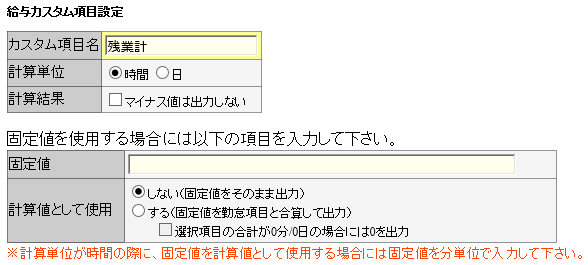 給与カスタム項目設定
カスタム項目名 残業計
計算単位 時間 日
計算結果 マイナス値は出力しない
固定値を使用する場合には以下の項目を入力して下さい。
固定値
計算値として使用 しない(固定値をそのまま出力)
する(固定値を勤怠項目と合算して出力)
選択項目の合計が0分/0日の場合には0を出力
※計算単位が時間の際に、固定値を計算値として使用する場合には固定値を分単位で入力して下さい。